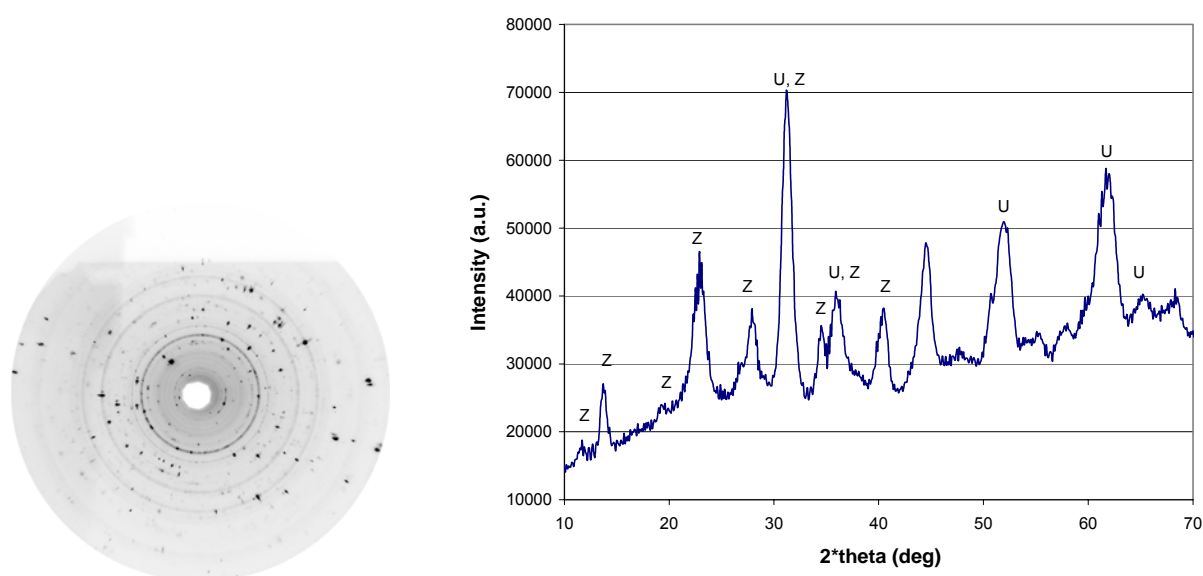 80000
70000
60000
50000
40000
30000
20000
10000
Intensity (a.u.)
U, Z
U
Z
U
U, Z
Z
Z
Z
U
Z
Z
Z
10 20 30 40 50 60 70
2*theta (deg)